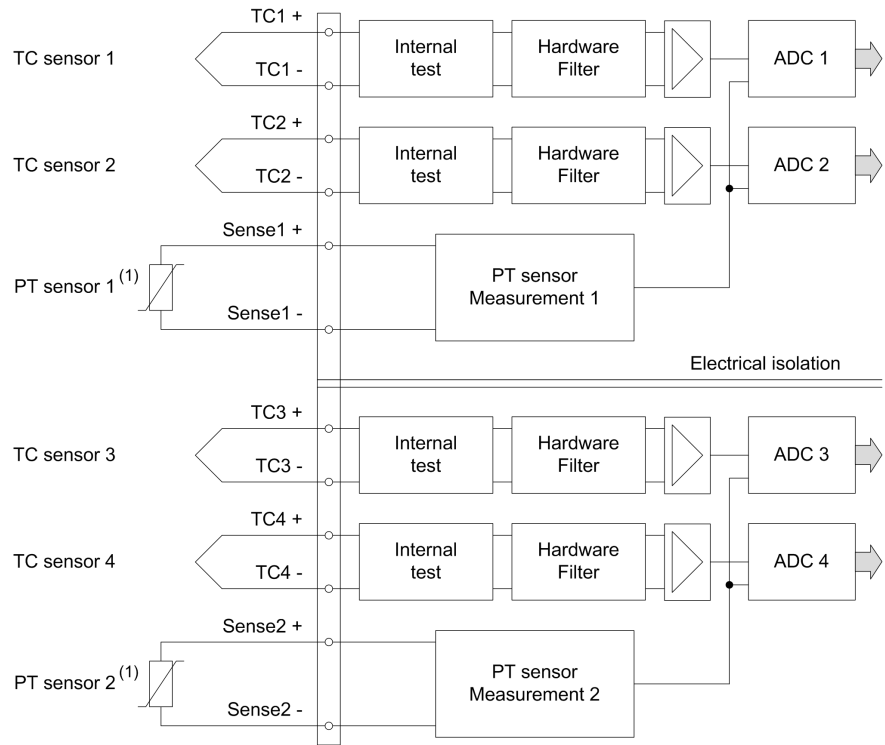 TC1 +
TC sensor 1
TC1 -
Internal
test
Hardware
Filter
ADC 1
TC2 +
TC sensor 2
TC2 -
Internal
test
Hardware
Filter
ADC 2
Sense1 +
PT sensor 1 (1)
Sense1 -
PT sensor
Measurement 1
Electrical isolation
TC3 +
TC sensor 3
TC3 -
Internal
test
Hardware
Filter
ADC 3
TC4 +
TC sensor 4
TC4 -
Internal
test
Hardware
Filter
ADC 4
Sense2 +
PT sensor 2 (1)
Sense2 -
PT sensor
Measurement 2